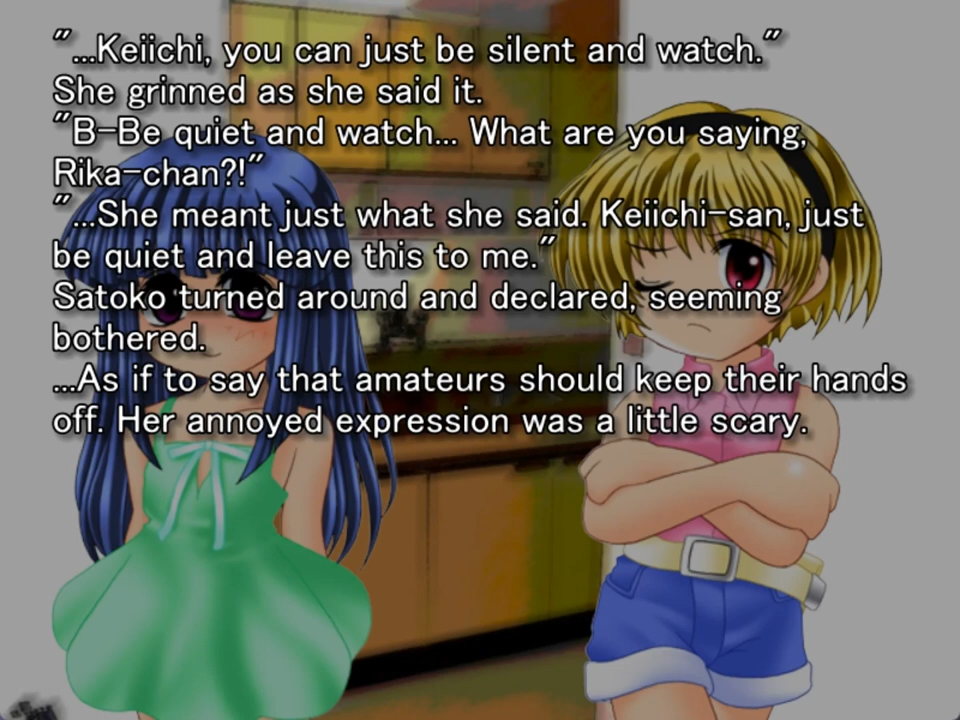 "...Keiichi, you can just be silent and watch."
She grinned as she said it.
"B-Be quiet and watch... What are you saying,
Rika-chan?!"
"...She meant just what she said. Keiichi-san, just
be quiet and leave this to me."
Satoko turned around and declared, seeming
bothered.
...As if to say that amateurs should keep their hands
off. Her annoyed expression was a little scary.